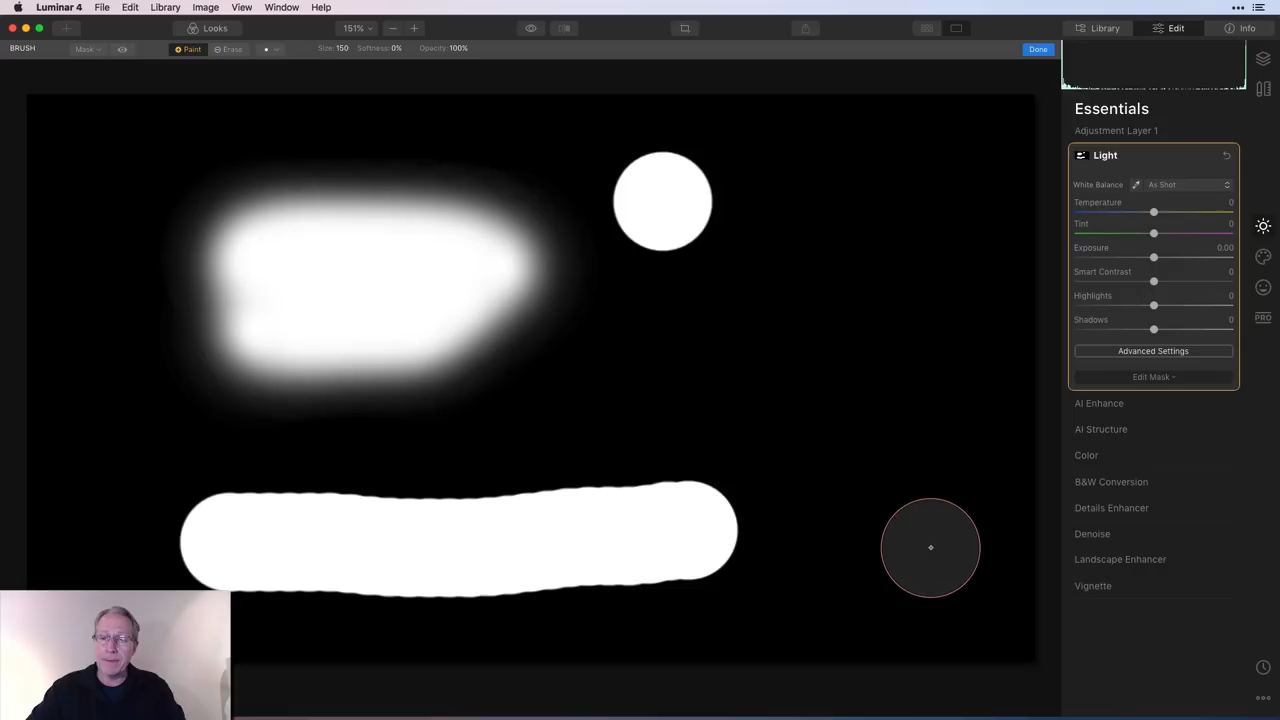 Luminar 4 File Edit Library Image View Window Help
Looks 151% Library Edit Info
BRUSH Mask Paint Erase Size: 150 Softness: 0% Opacity: 100% Done
Essentials
Adjustment Layer 1
Light
White Balance As Shot
Temperature 0
Tint 0
Exposure 0.00
Smart Contrast 0
Highlights 0
Shadows 0
Advanced Settings
Edit Mask
AI Enhance
AI Structure
Color
B&W Conversion
Details Enhancer
Denoise
Landscape Enhancer
Vignette
PRO